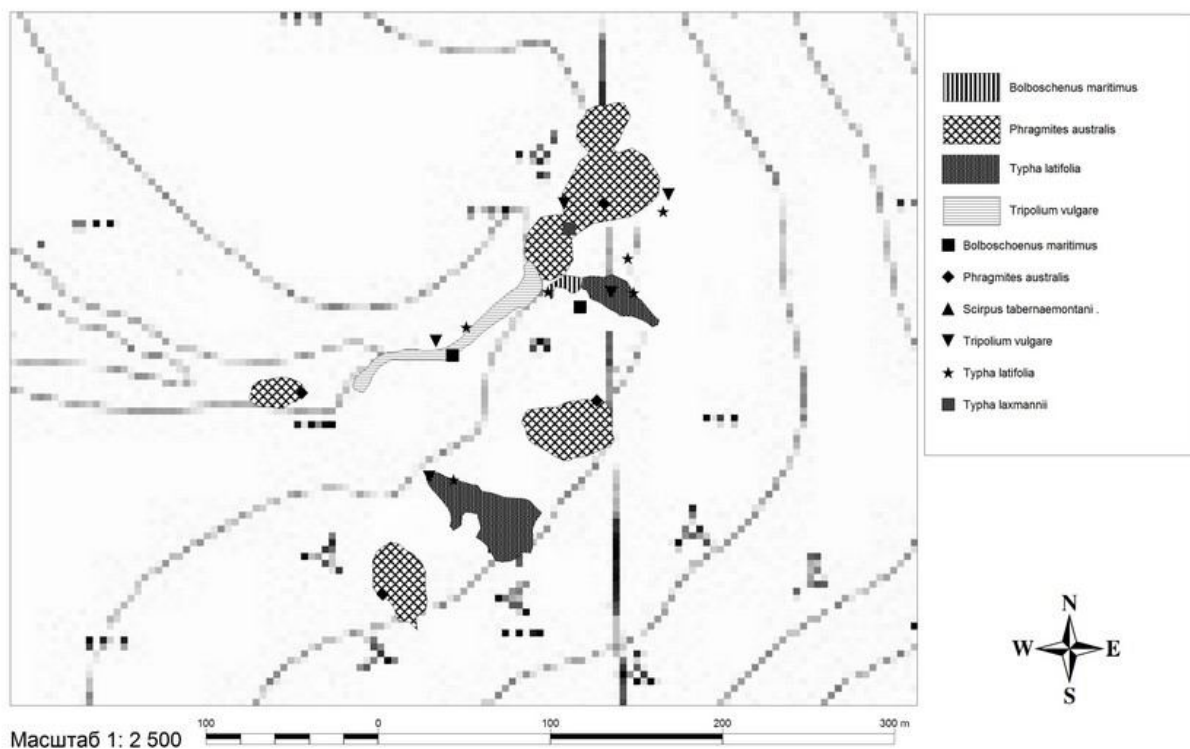 Bolboschenus maritimus
Phragmites australis
Typha latifolia
Tripolium vulgare
Bolboschoenus maritimus
Phragmites australis
Scirpus tabernaemontani .
Tripolium vulgare
Typha latifolia
Typha laxmannii
N
W E
S
100 0 100 200 300 m
Масштаб 1: 2 500